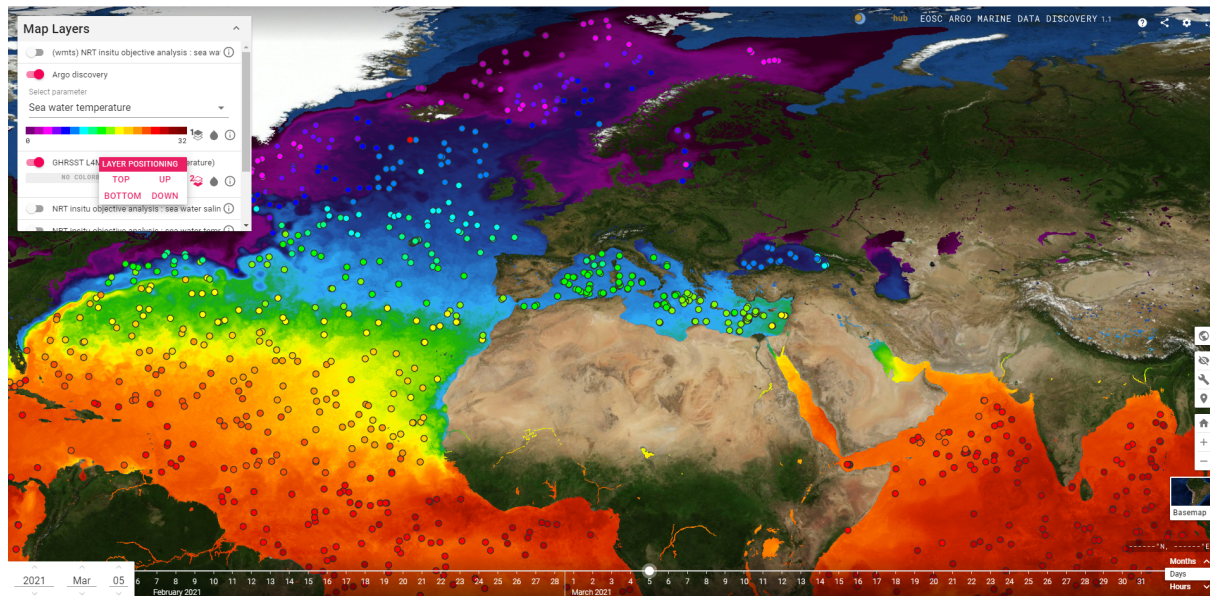 Map Layers
hub EOSC ARGO MARINE DATA DISCOVERY 1.1
(wmts) NRT insitu objective analysis : sea wat
Argo discovery
Select parameter
Sea water temperature
0 32 1
GHRSST L4M erature)
LAYER POSITIONING
NO COLORB 2
TOP UP
BOTTOM DOWN
NRT insitu objective analysis : sea water salin
NRT insitu objective analysis : sea water temp
Basemap
------°N, ------°E
Months
Days
Hours
2021 Mar 05
6 7 8 9 10 11 12 13 14 15 16 17 18 19 20 21 22 23 24 25 26 27 28 1 2 3 4 5 6 7 8 9 10 11 12 13 14 15 16 17 18 19 20 21 22 23 24 25 26 27 28 29 30 31
February 2021 March 2021